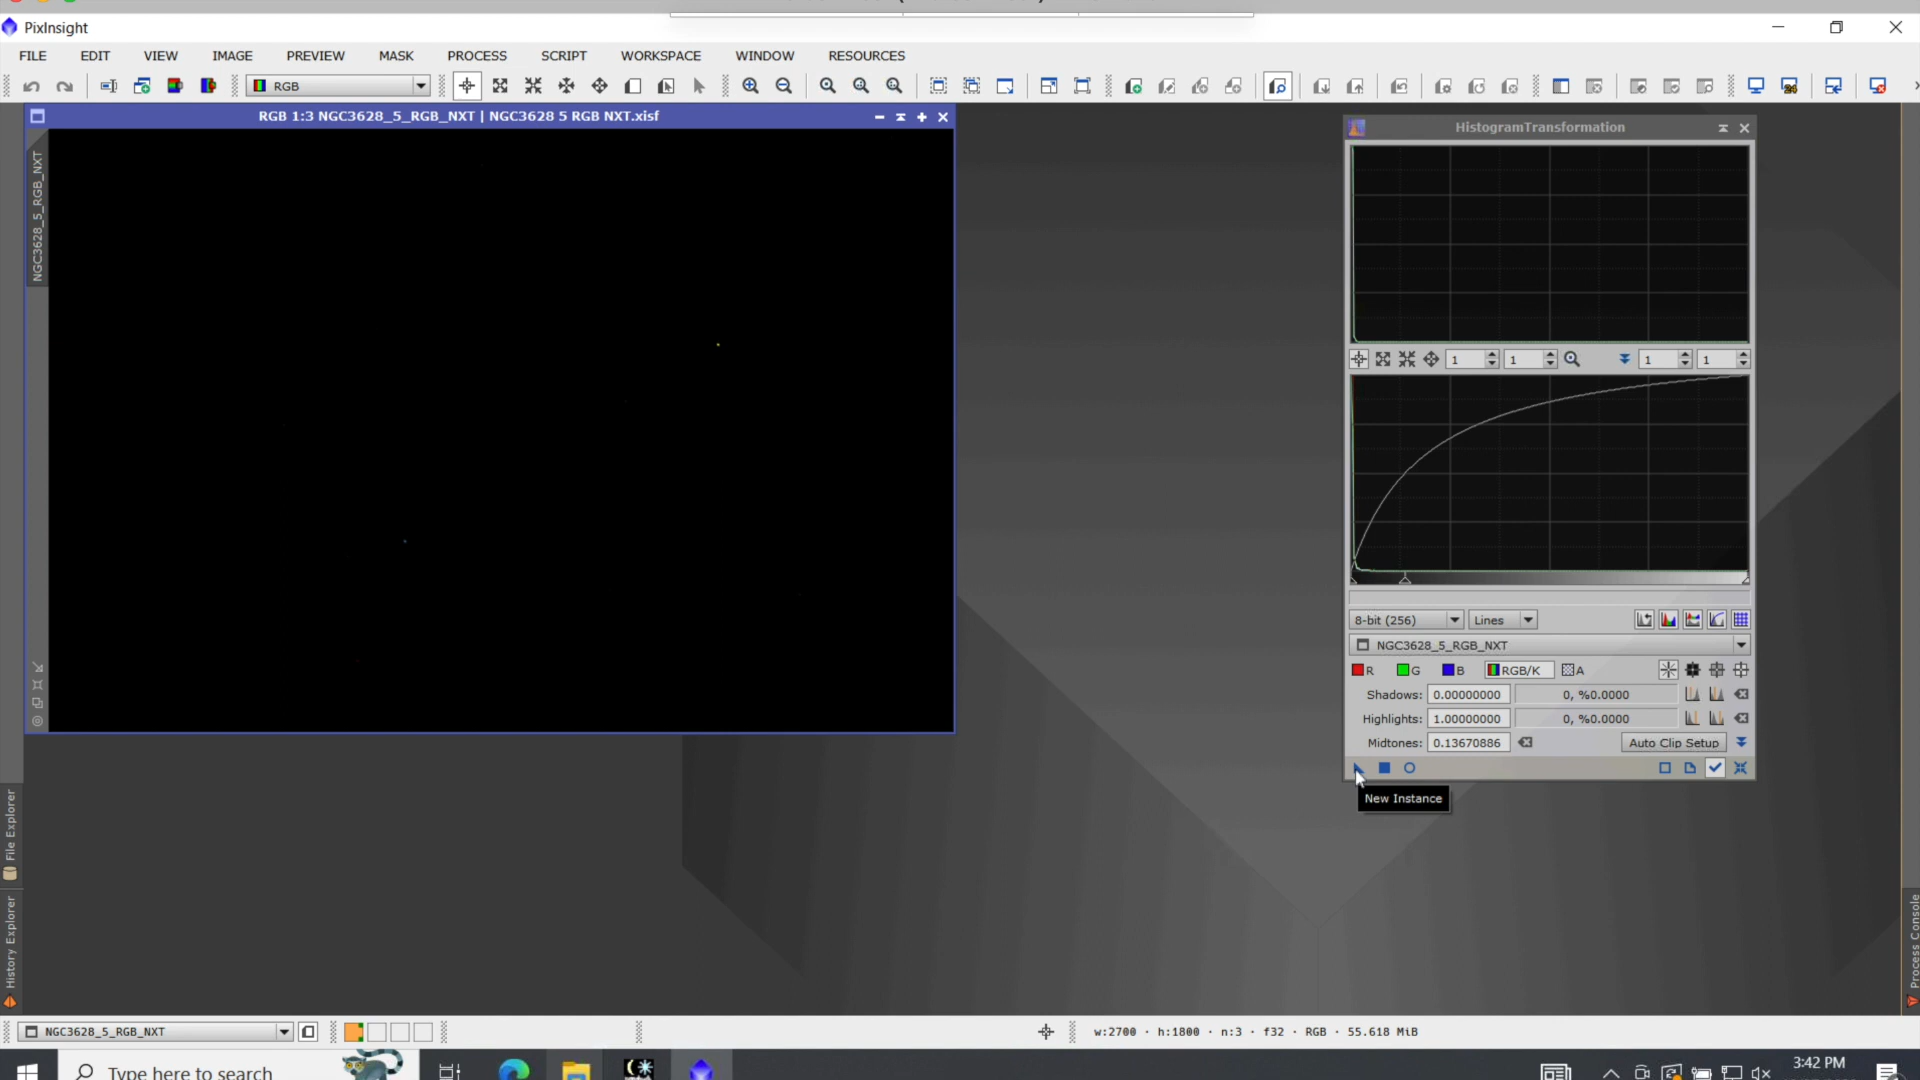 PixInsight
FILE EDIT VIEW IMAGE PREVIEW MASK PROCESS SCRIPT WORKSPACE WINDOW RESOURCES
RGB
24
RGB 1:3 NGC3628_5_RGB_NXT | NGC3628 5 RGB NXT.xisf
NGC3628_5_RGB_NXT
HistogramTransformation
1 1 1 1
8-bit (256) Lines
NGC3628_5_RGB_NXT
R G B RGB/K A
Shadows: 0.00000000 0, %0.0000
Highlights: 1.00000000 0, %0.0000
Midtones: 0.13670886 Auto Clip Setup
New Instance
File Explorer
History Explorer
Process Console
NGC3628_5_RGB_NXT
w:2700 · h:1800 · n:3 · f32 · RGB · 55.618 MiB
Type here to search
3:42 PM